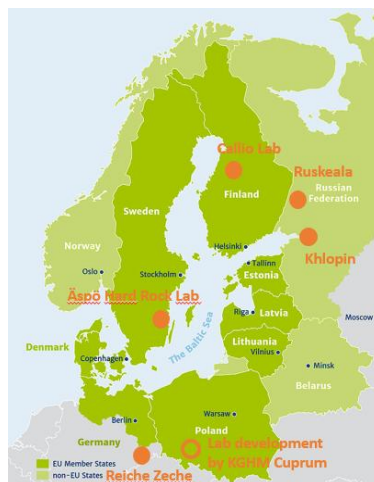 Callio Lab
Ruskeala
Russian
Federation
Finland
Sweden
Norway
Helsinki
Khlopin
Oslo
Tallinn
Stockholm
Estonia
Äspö Hard Rock Lab
Riga
Latvia
Moscow
The Baltic Sea
Lithuania
Denmark
Copenhagen
Vilnius
Minsk
Belarus
Warsaw
Berlin
Poland
Germany
Lab development
by KGHM Cuprum
EU Member States
Reiche Zeche
non-EU States